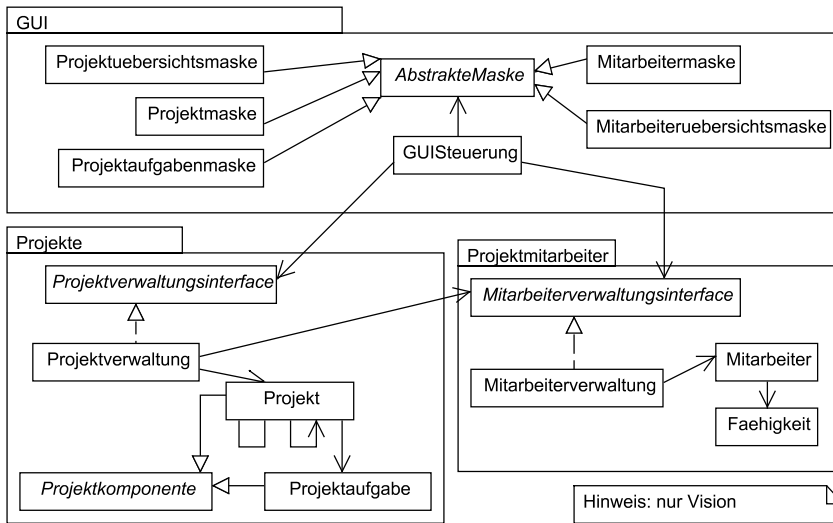 GUI
Projektuebersichtsmaske
AbstrakteMaske
Mitarbeitermaske
Projektmaske
Mitarbeiteruebersichtsmaske
Projektaufgabenmaske
GUISteuerung
Projekte
Projektmitarbeiter
Projektverwaltungsinterface
Mitarbeiterverwaltungsinterface
Projektverwaltung
Mitarbeiter
Mitarbeiterverwaltung
Projekt
Faehigkeit
Projektkomponente
Projektaufgabe
Hinweis: nur Vision